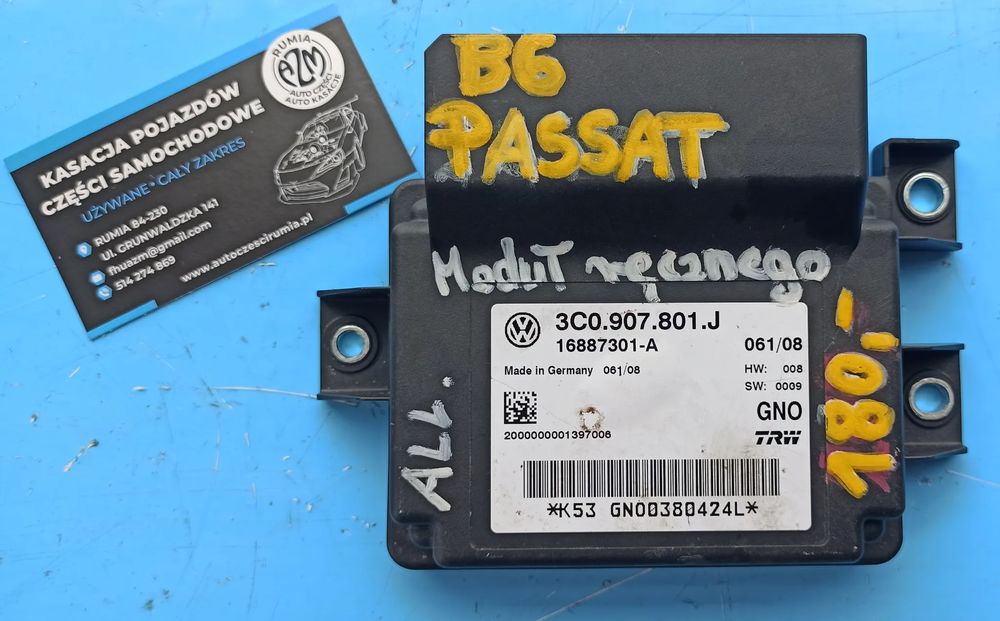 RUMIA
AZM
AUTO CZĘŚCI
AUTO KASACJE
KASACJA POJAZDÓW
CZĘŚCI SAMOCHODOWE
UŻYWANE • CAŁY ZAKRES
RUMIA 84-230
ul. GRUNWALDZKA 141
fhuazm@gmail.com
514 274 869
www.autoczescirumia.pl
B6
PASSAT
Moduł ręcznego
ALL.
180,-
3C0.907.801.J
16887301-A
061/08
Made in Germany 061/08
HW: 008
SW: 0009
GNO
2000000001397006
TRW
*K53 GNO0380424L*